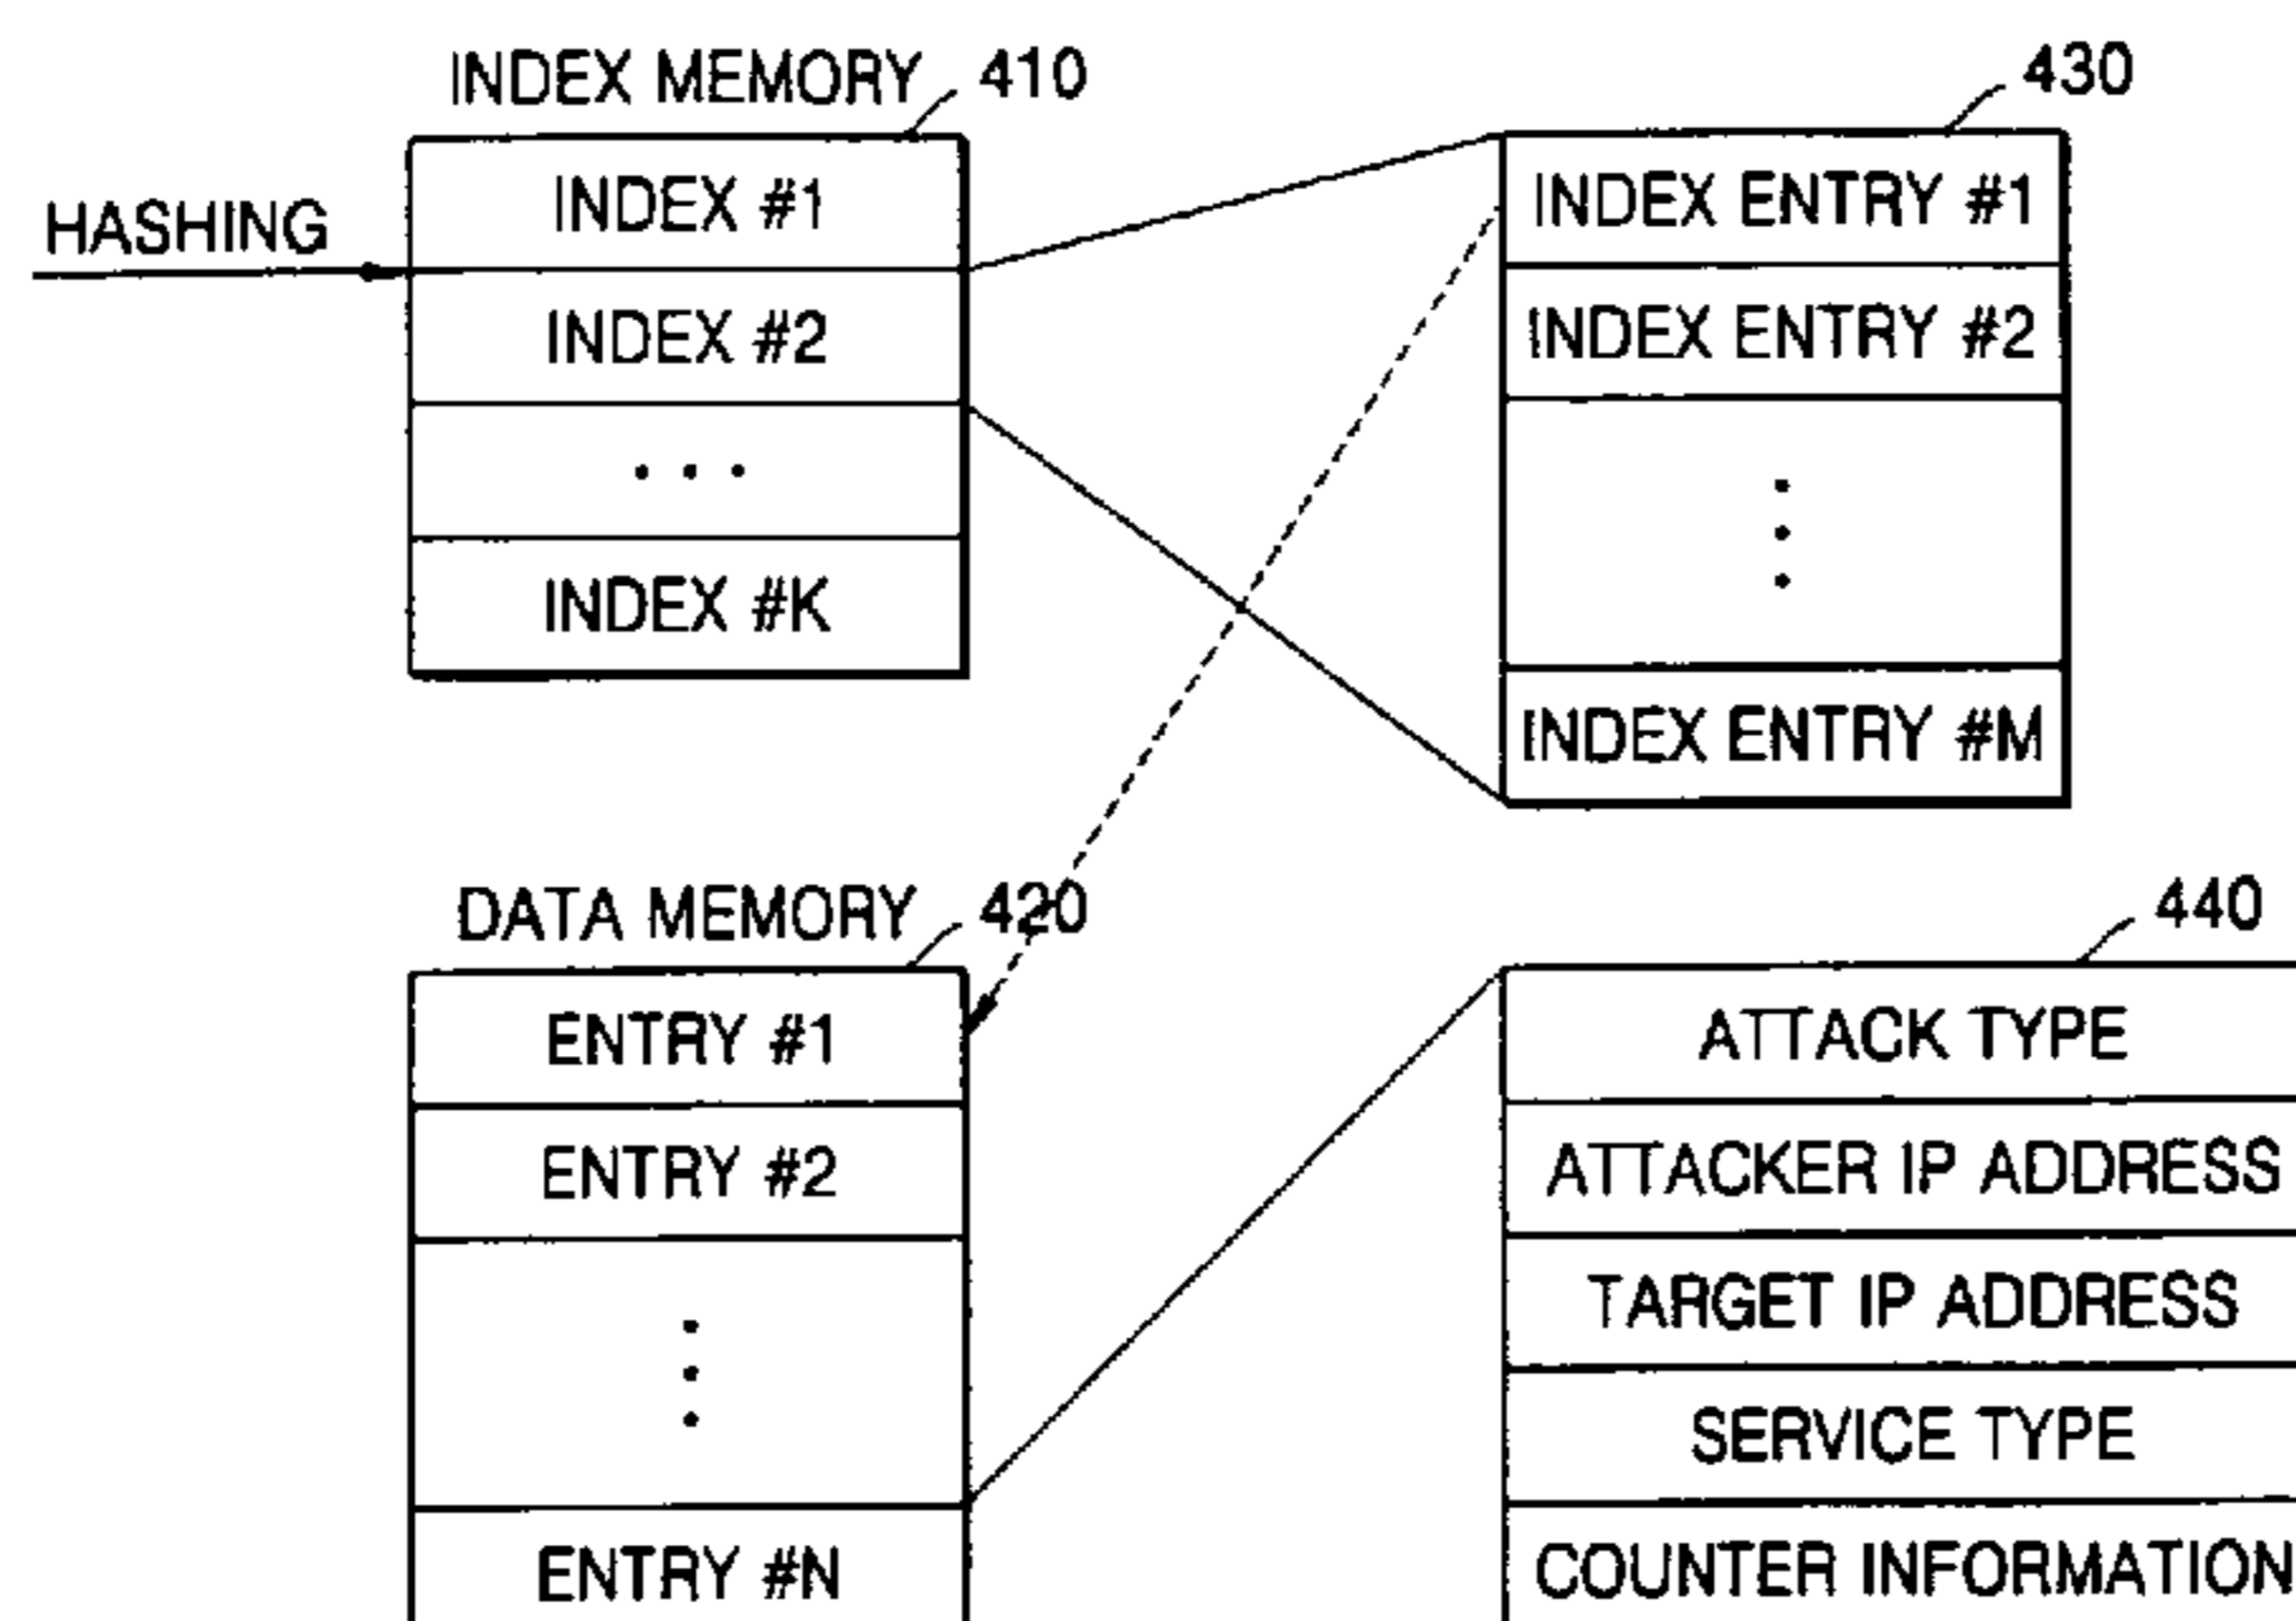 INDEX MEMORY 410
HASHING
INDEX #1
INDEX #2
. . .
INDEX #K
430
INDEX ENTRY #1
INDEX ENTRY #2
INDEX ENTRY #M
DATA MEMORY 420
ENTRY #1
ENTRY #2
ENTRY #N
440
ATTACK TYPE
ATTACKER IP ADDRESS
TARGET IP ADDRESS
SERVICE TYPE
COUNTER INFORMATION